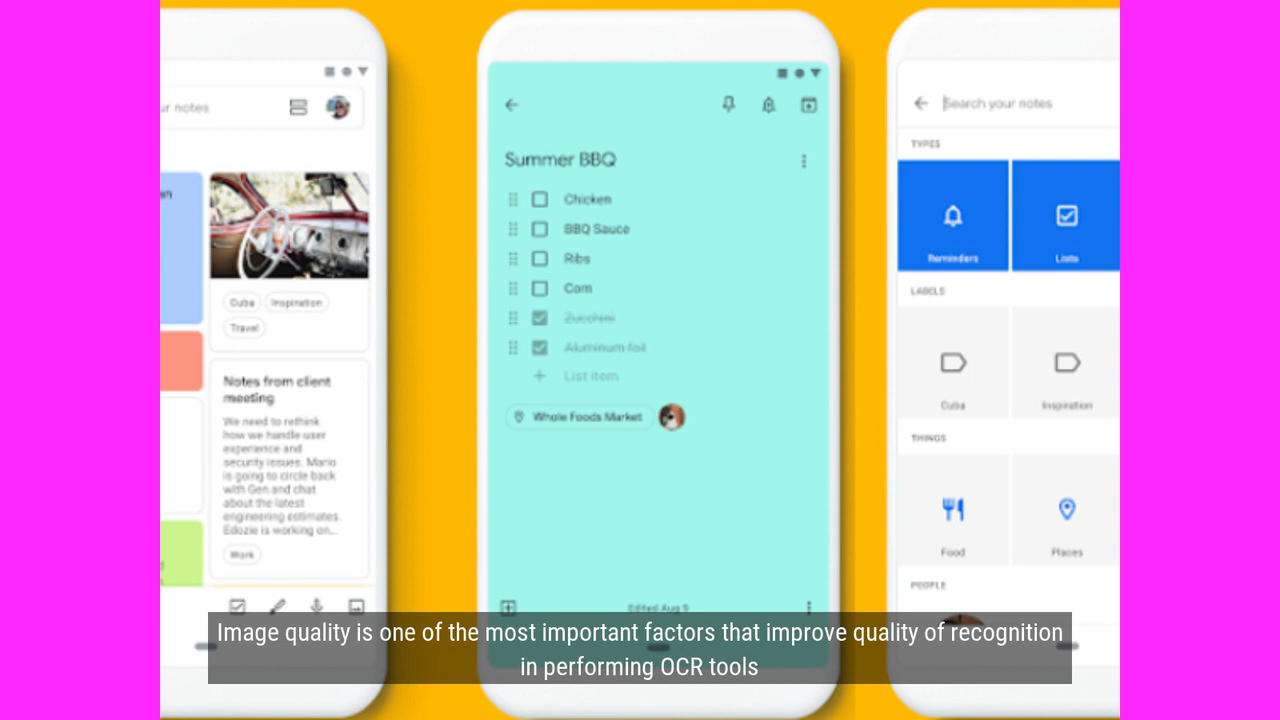 ur notes
Cuba
Inspiration
Travel
Notes from client
meeting
We need to rethink
how we handle user
experience and
security issues. Mario
is going to circle back
with Gen and chat
about the latest
engineering estimates.
Edozie is working on...
Work
Summer BBQ
Chicken
BBQ Sauce
Ribs
Corn
Zucchini
Aluminum foil
List item
Whole Foods Market
Edited Aug 9
Search your notes
TYPES
Reminders
Lists
LABELS
Cuba
Inspiration
THINGS
Food
Places
PEOPLE
Image quality is one of the most important factors that improve quality of recognition
in performing OCR tools